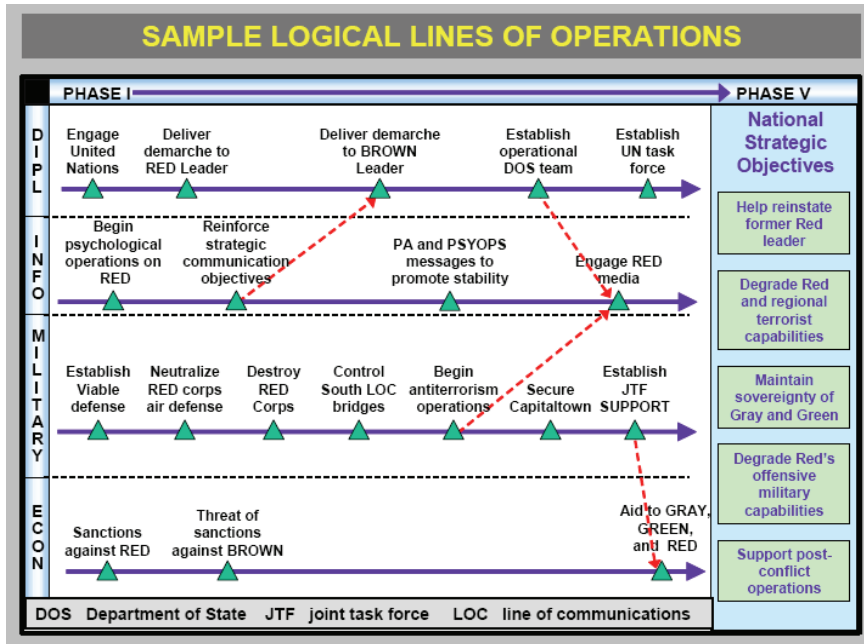 SAMPLE LOGICAL LINES OF OPERATIONS
PHASE I
PHASE V
DIPL
Engage
United
Nations
Deliver
demarche to
RED Leader
Deliver demarche
to BROWN
Leader
Establish
operational
DOS team
Establish
UN task
force
INFO
Begin
psychological
operations on
RED
Reinforce
strategic
communication
objectives
PA and PSYOPS
messages to
promote stability
Engage RED
media
MILITARY
Establish
Viable
defense
Neutralize
RED corps
air defense
Destroy
RED
Corps
Control
South LOC
bridges
Begin
antiterrorism
operations
Secure
Capitaltown
Establish
JTF
SUPPORT
ECON
Sanctions
against RED
Threat of
sanctions
against BROWN
Aid to GRAY,
GREEN,
and RED
National
Strategic
Objectives
Help reinstate
former Red
leader
Degrade Red
and regional
terrorist
capabilities
Maintain
sovereignty of
Gray and Green
Degrade Red's
offensive
military
capabilities
Support post-
conflict
operations
DOS Department of State JTF joint task force LOC line of communications